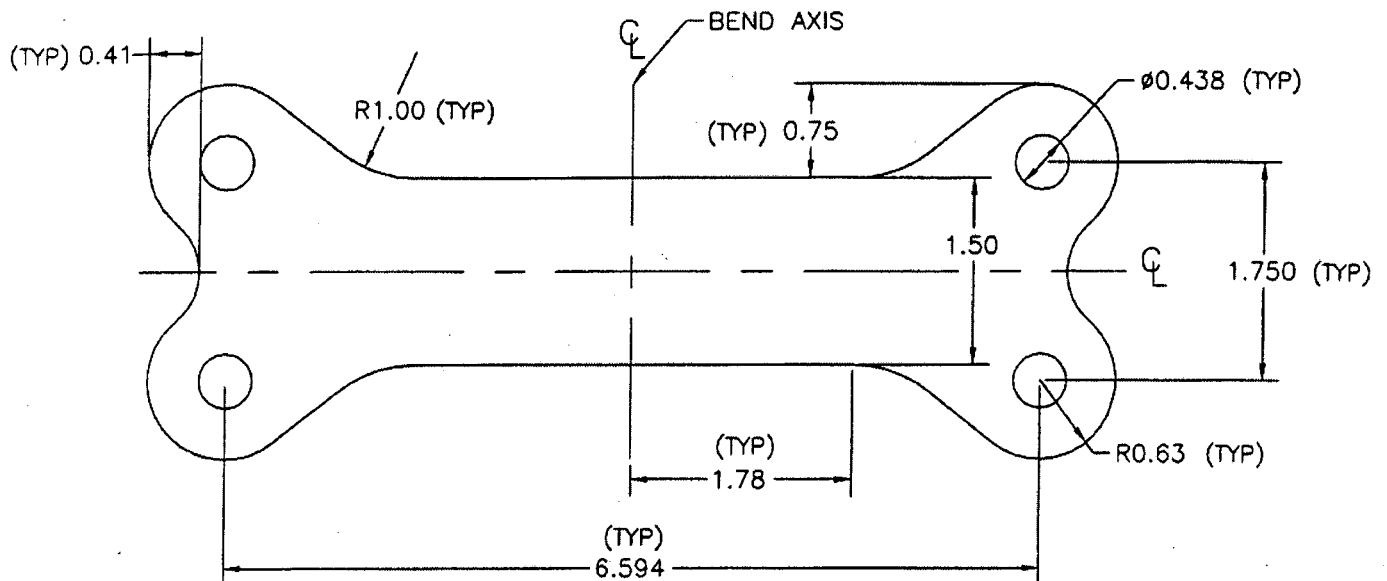 ℄ BEND AXIS
(TYP) 0.41
R1.00 (TYP)
Ø0.438 (TYP)
(TYP) 0.75
1.50
℄
1.750 (TYP)
(TYP)
1.78
R0.63 (TYP)
(TYP)
6.594